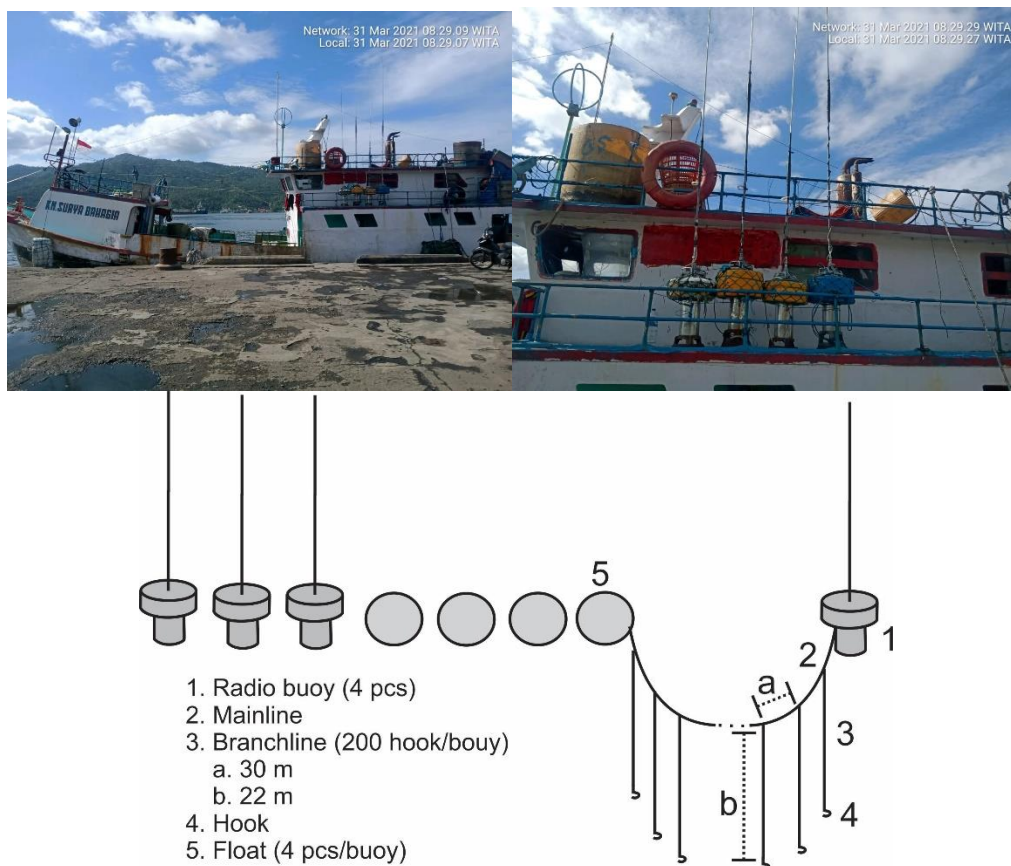 Network: 31 Mar 2021 08.29.09 WITA
Local: 31 Mar 2021 08.29.07 WITA
K.M. SURYA BAHAGIA
Network: 31 Mar 2021 08.29.29 WITA
Local: 31 Mar 2021 08.29.27 WITA
5
1
2
a
3
b
4
1. Radio buoy (4 pcs)
2. Mainline
3. Branchline (200 hook/bouy)
a. 30 m
b. 22 m
4. Hook
5. Float (4 pcs/buoy)